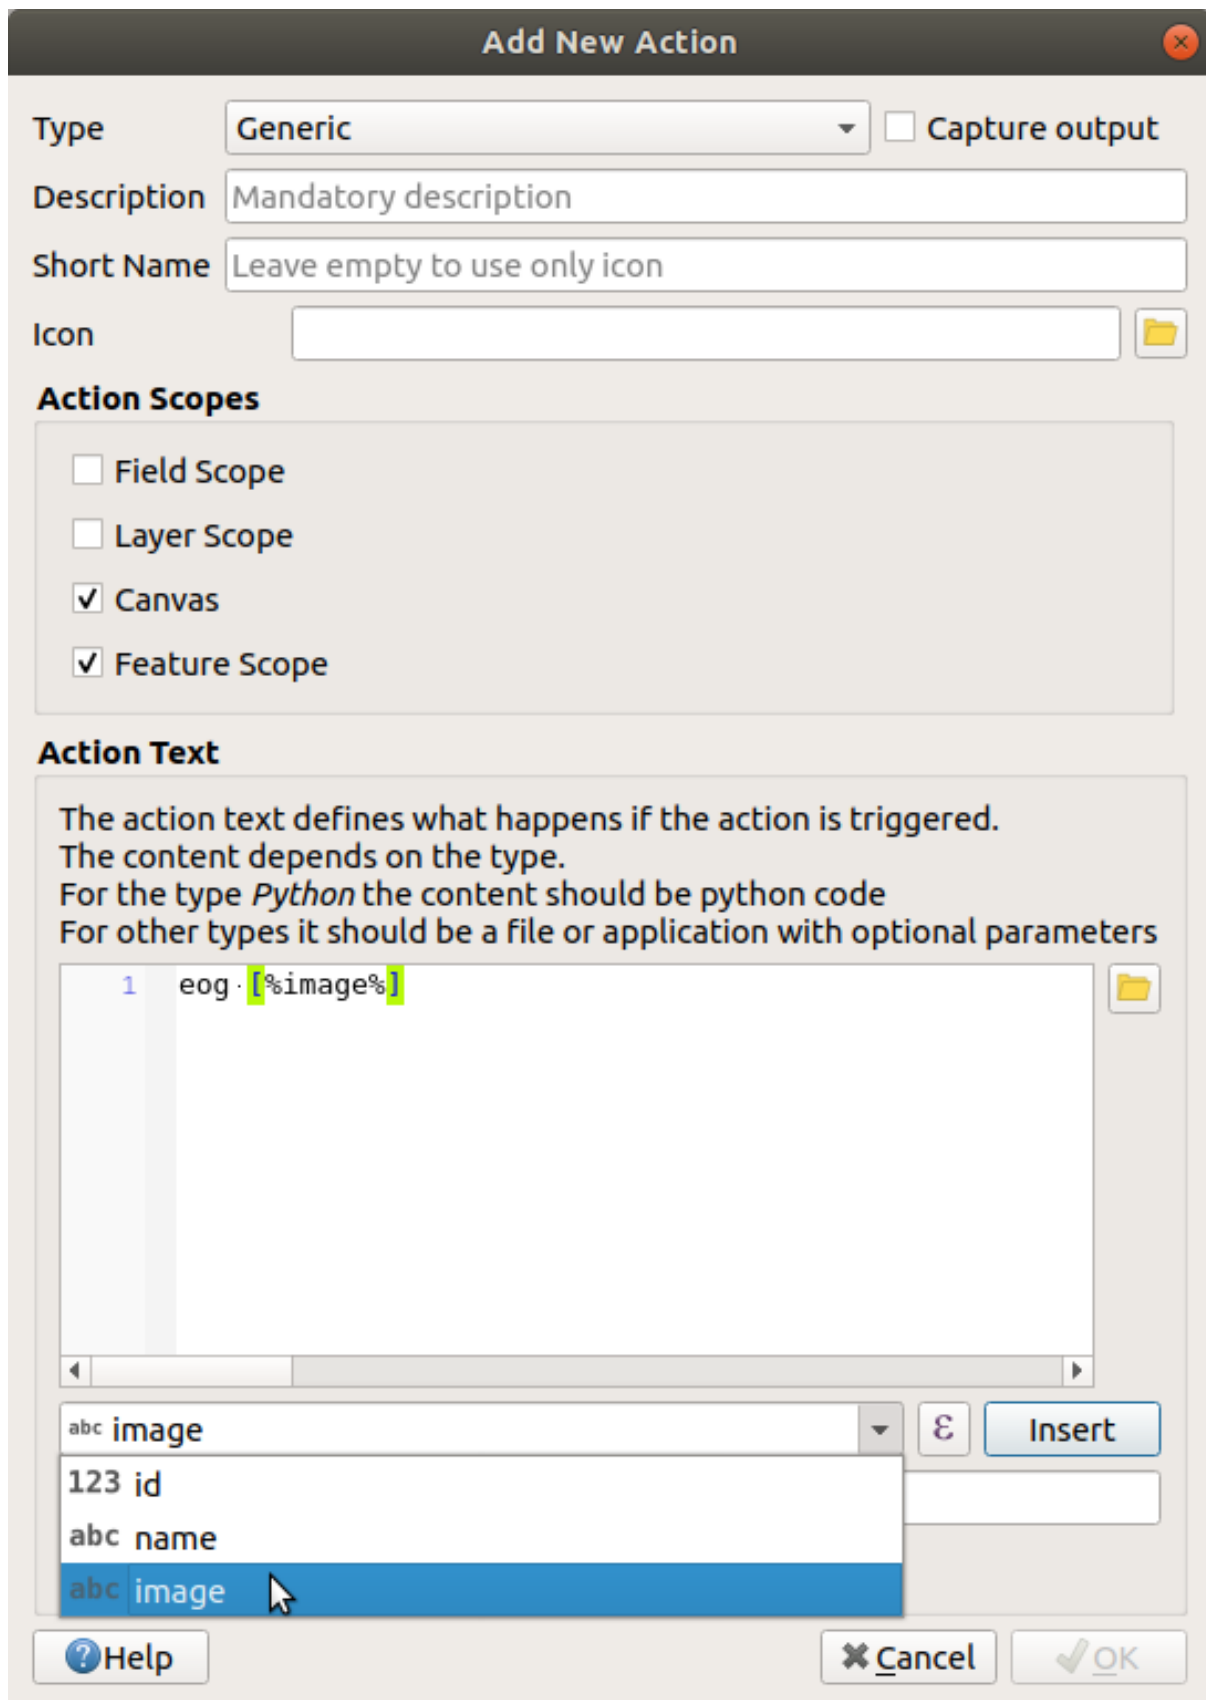 Add New Action
Type Generic Capture output
Description Mandatory description
Short Name Leave empty to use only icon
Icon
Action Scopes
Field Scope
Layer Scope
Canvas
Feature Scope
Action Text
The action text defines what happens if the action is triggered.
The content depends on the type.
For the type Python the content should be python code
For other types it should be a file or application with optional parameters
1 eog·[%image%]
abc image ε Insert
123 id
abc name
abc image
?Help Cancel OK